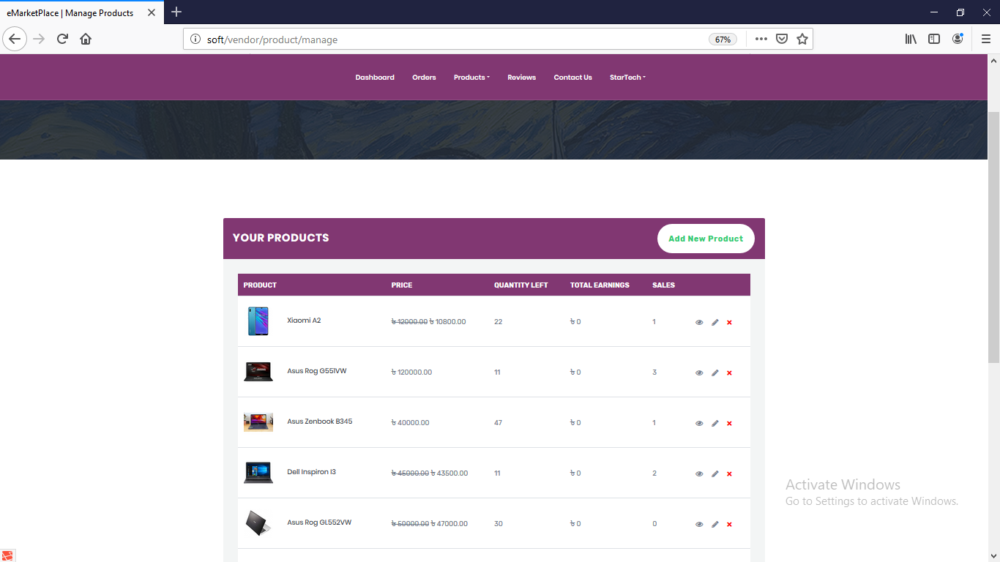 eMarketPlace | Manage Products
soft/vendor/product/manage
67%
Dashboard Orders Products Reviews Contact Us StarTech
YOUR PRODUCTS
Add New Product
PRODUCT PRICE QUANTITY LEFT TOTAL EARNINGS SALES
Xiaomi A2 ৳ 12000.00 ৳ 10800.00 22 ৳ 0 1
Asus Rog G551VW ৳ 120000.00 11 ৳ 0 3
Asus Zenbook B345 ৳ 40000.00 47 ৳ 0 1
Dell Inspiron I3 ৳ 45000.00 ৳ 43500.00 11 ৳ 0 2
Asus Rog GL552VW ৳ 50000.00 ৳ 47000.00 30 ৳ 0 0
Activate Windows
Go to Settings to activate Windows.